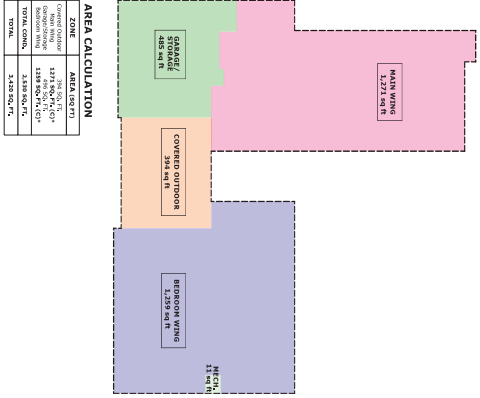 AREA CALCULATION
ZONE AREA (SQ FT)
Covered Outdoor 394 SQ. FT.
Main Wing 1271 SQ. FT. (C)*
Garage/Storage 496 SQ. FT.
Bedroom Wing 1259 SQ. FT. (C)*
TOTAL COND. 2,530 SQ. FT.
TOTAL 3,420 SQ. FT.
MAIN WING
1,271 sq ft
GARAGE/
STORAGE
485 sq ft
COVERED OUTDOOR
394 sq ft
BEDROOM WING
1,259 sq ft
MECH.
11 sq ft